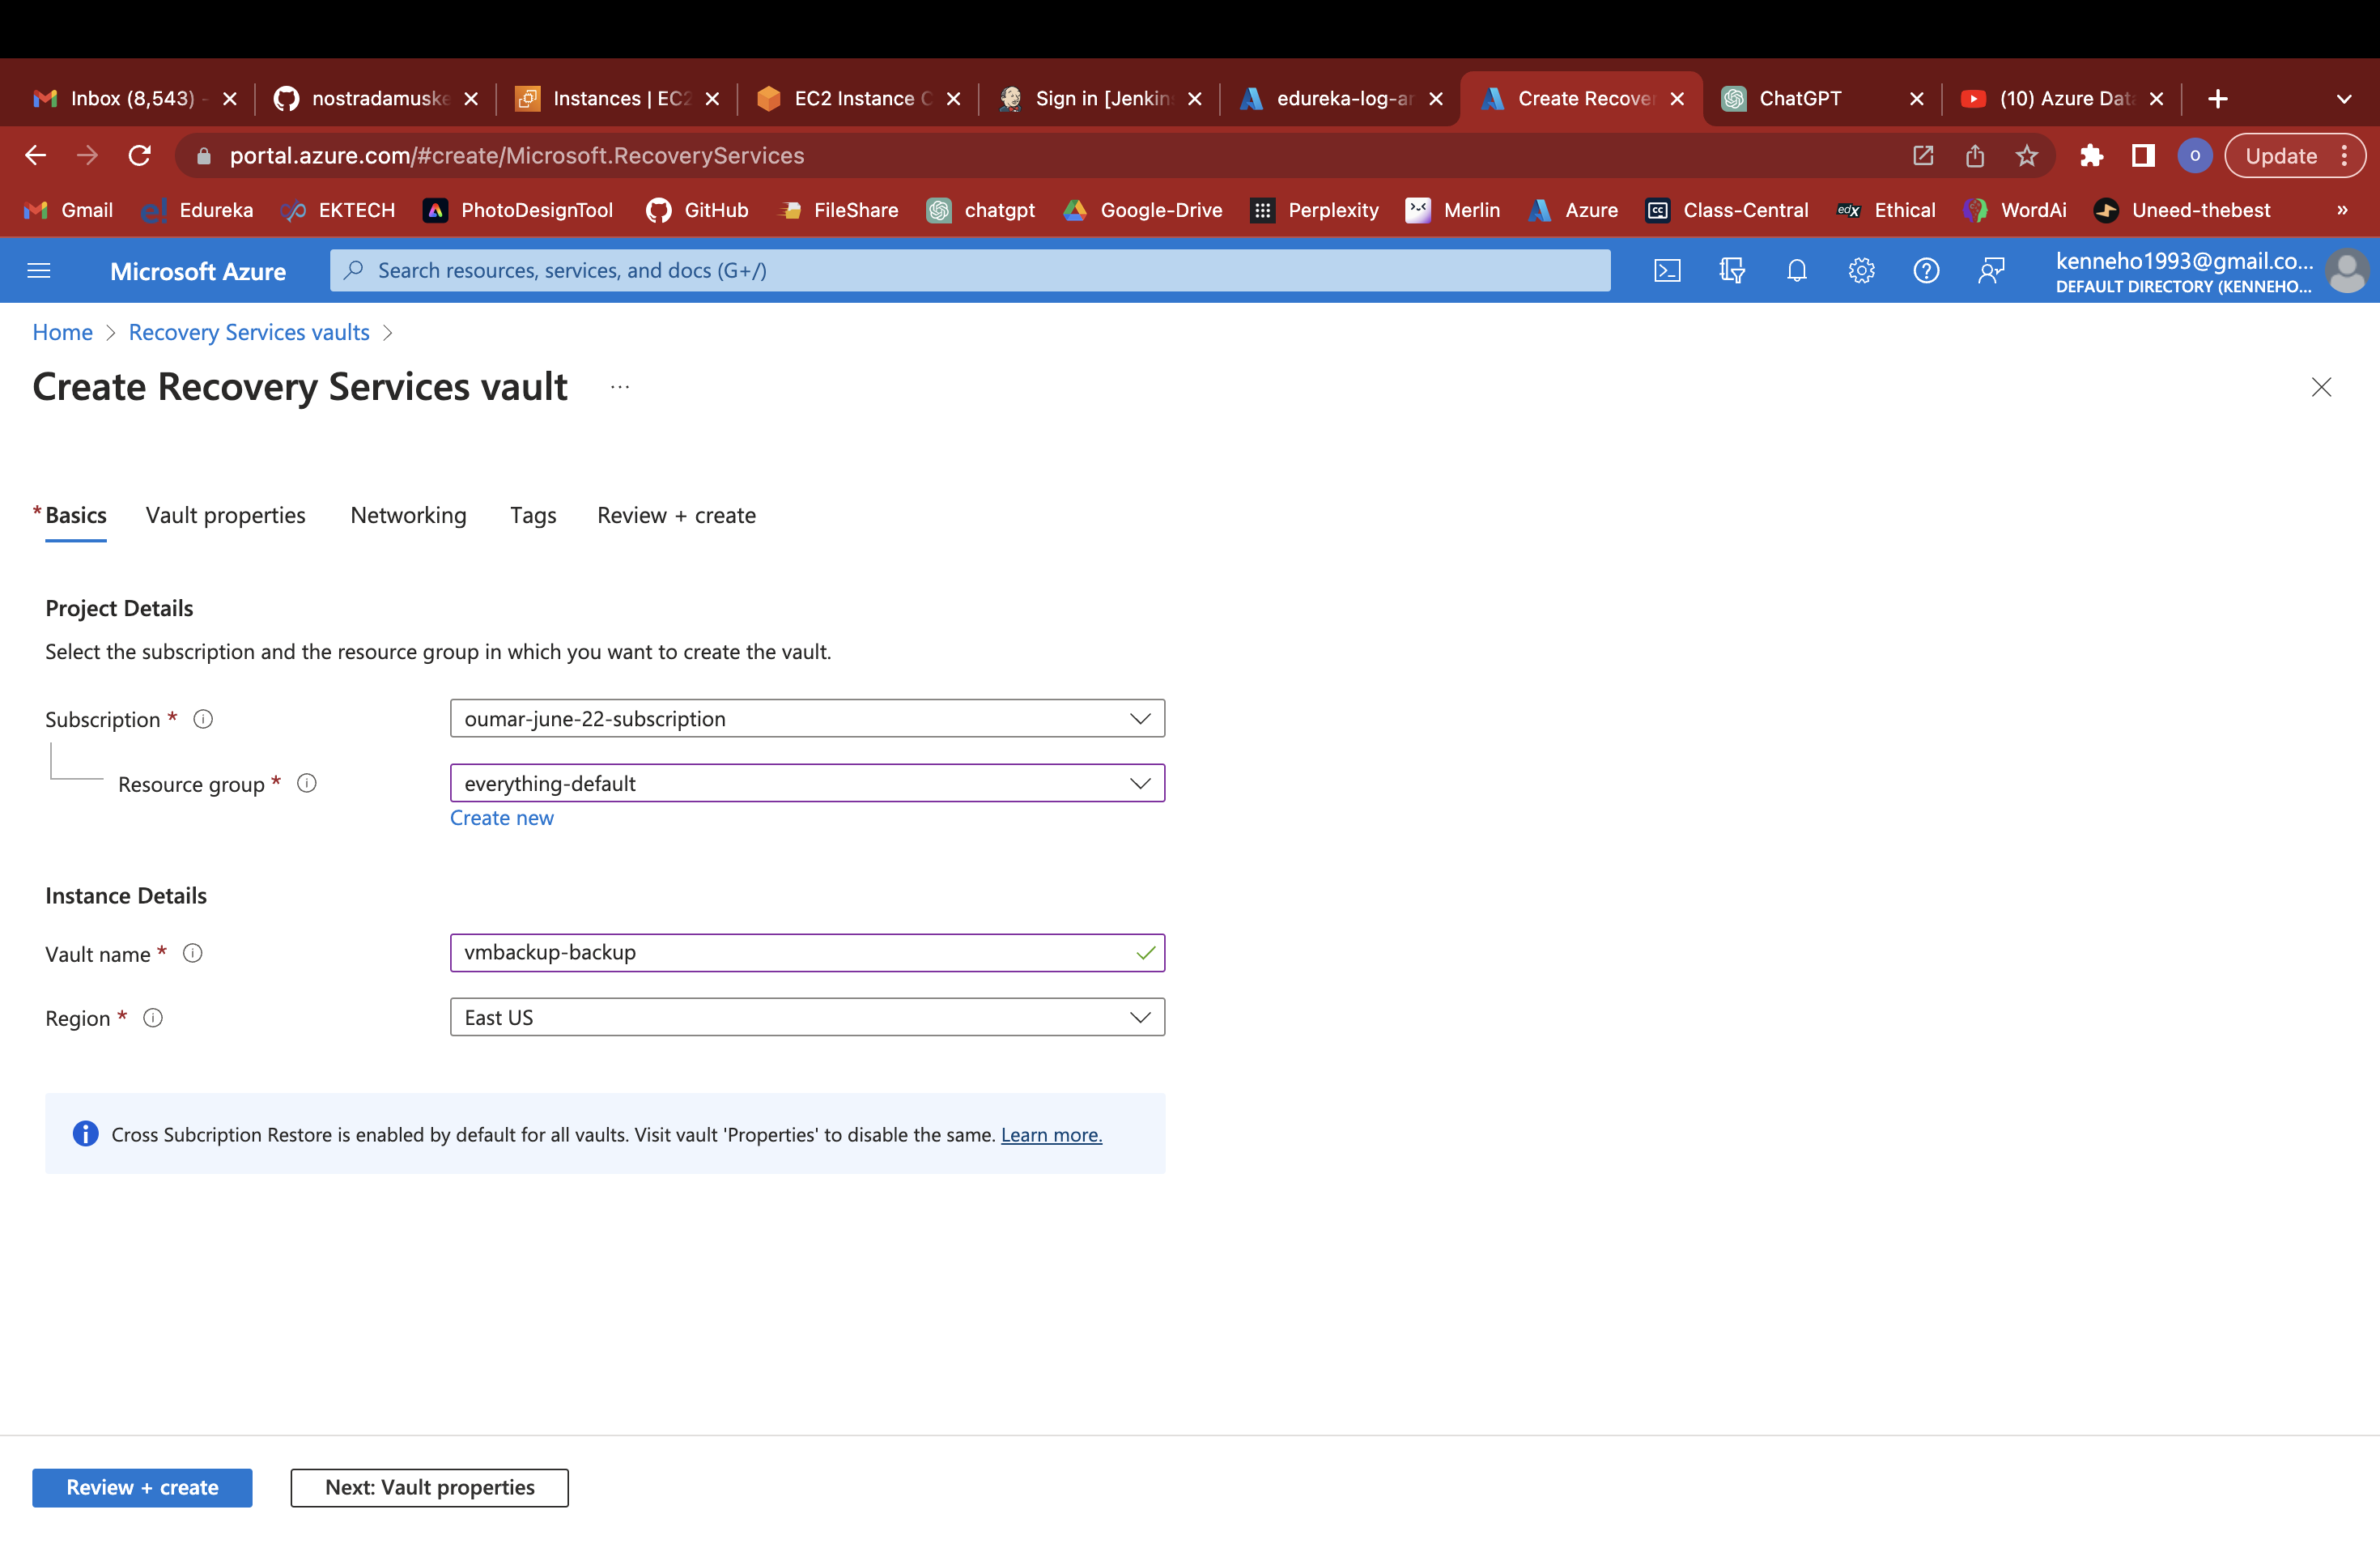 Inbox (8,543) -
nostradamuske
Instances | EC2
EC2 Instance C
Sign in [Jenkins
edureka-log-an
Create Recover
ChatGPT
(10) Azure Data
portal.azure.com/#create/Microsoft.RecoveryServices
O
Update
Gmail
e!
Edureka
EKTECH
PhotoDesignTool
GitHub
FileShare
chatgpt
Google-Drive
Perplexity
Merlin
Azure
CC
Class-Central
edX
Ethical
WordAi
Uneed-thebest
»
Microsoft Azure
Search resources, services, and docs (G+/)
kenneho1993@gmail.co...
DEFAULT DIRECTORY (KENNEHO...
Home > Recovery Services vaults >
Create Recovery Services vault ...
* Basics
Vault properties
Networking
Tags
Review + create
Project Details
Select the subscription and the resource group in which you want to create the vault.
Subscription *
oumar-june-22-subscription
Resource group *
everything-default
Create new
Instance Details
Vault name *
vmbackup-backup
Region *
East US
Cross Subcription Restore is enabled by default for all vaults. Visit vault 'Properties' to disable the same. Learn more.
Review + create
Next: Vault properties